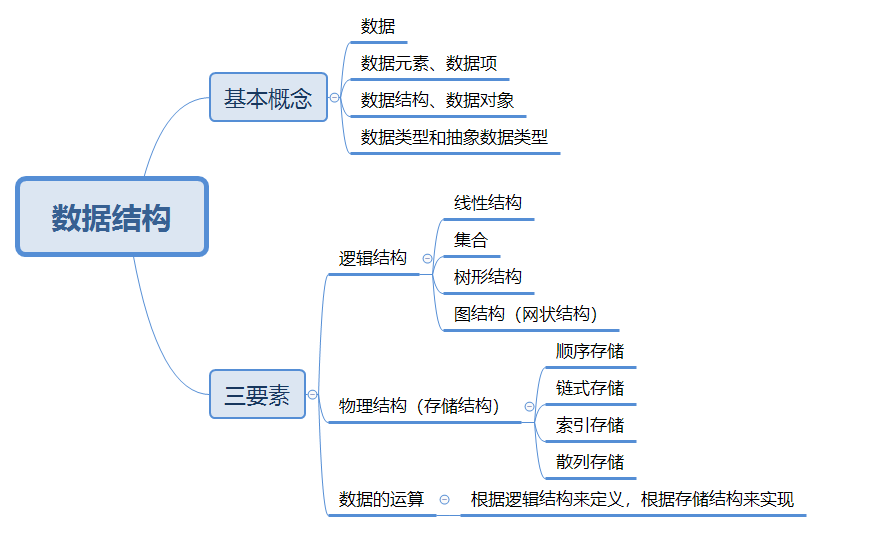 数据结构
基本概念
数据
数据元素、数据项
数据结构、数据对象
数据类型和抽象数据类型
三要素
逻辑结构
线性结构
集合
树形结构
图结构（网状结构）
物理结构（存储结构）
顺序存储
链式存储
索引存储
散列存储
数据的运算
根据逻辑结构来定义，根据存储结构来实现